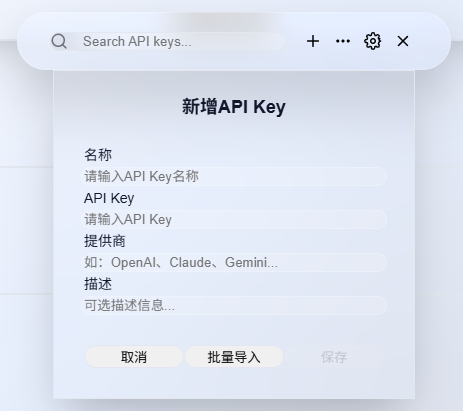 Search API keys...
新增API Key
名称
请输入API Key名称
API Key
请输入API Key
提供商
如：OpenAI、Claude、Gemini...
描述
可选描述信息...
取消 批量导入 保存